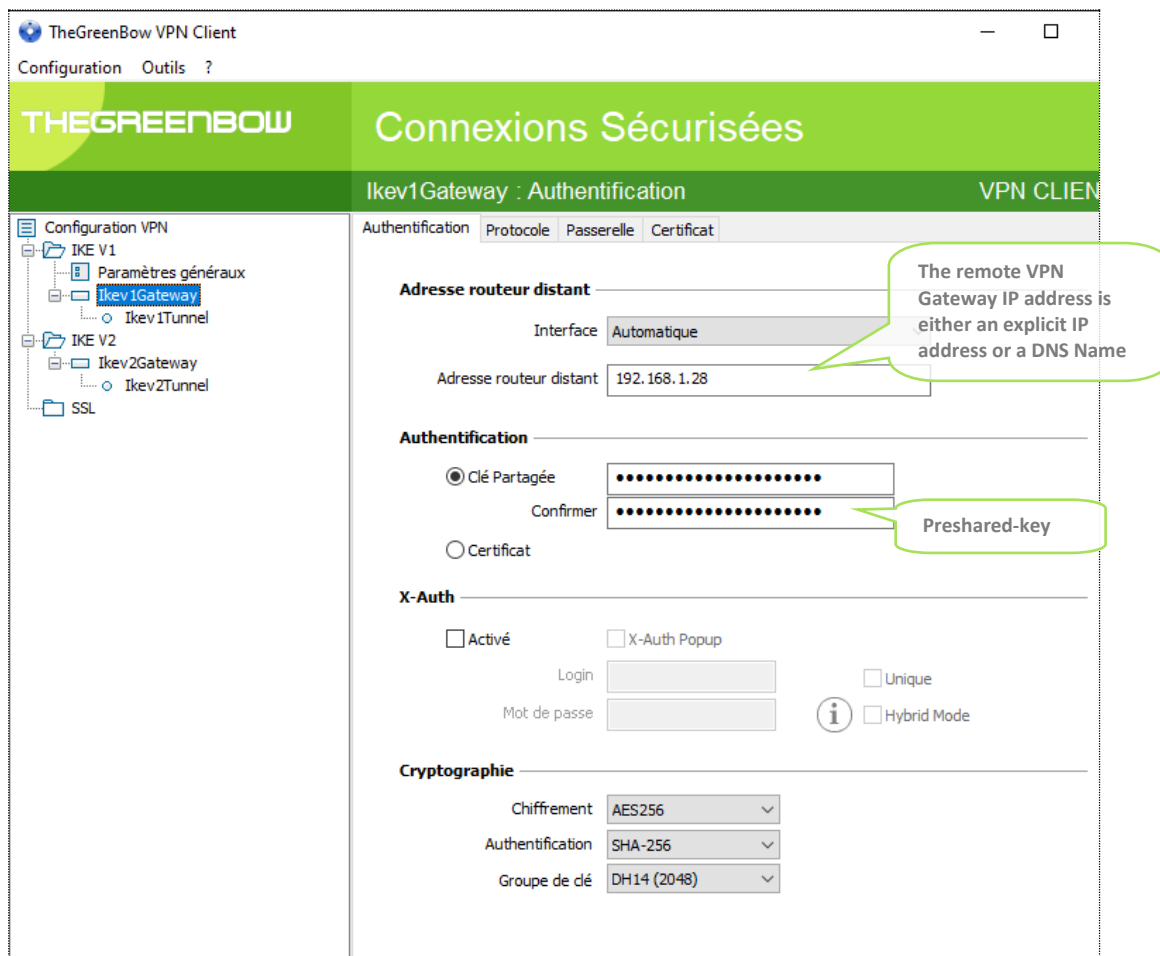 TheGreenBow VPN Client
Configuration Outils ?
THEGREENBOW
Connexions Sécurisées
Ikev1Gateway : Authentification
VPN CLIEN
Configuration VPN
IKE V1
Paramètres généraux
Ikev1Gateway
Ikev1Tunnel
IKE V2
Ikev2Gateway
Ikev2Tunnel
SSL
Authentification Protocole Passerelle Certificat
Adresse routeur distant
Interface Automatique
Adresse routeur distant 192.168.1.28
The remote VPN
Gateway IP address is
either an explicit IP
address or a DNS Name
Authentification
Clé Partagée •••••••••••••••••••••
Confirmer •••••••••••••••••••••
Preshared-key
Certificat
X-Auth
Activé X-Auth Popup
Login Unique
Mot de passe i Hybrid Mode
Cryptographie
Chiffrement AES256
Authentification SHA-256
Groupe de clé DH14 (2048)